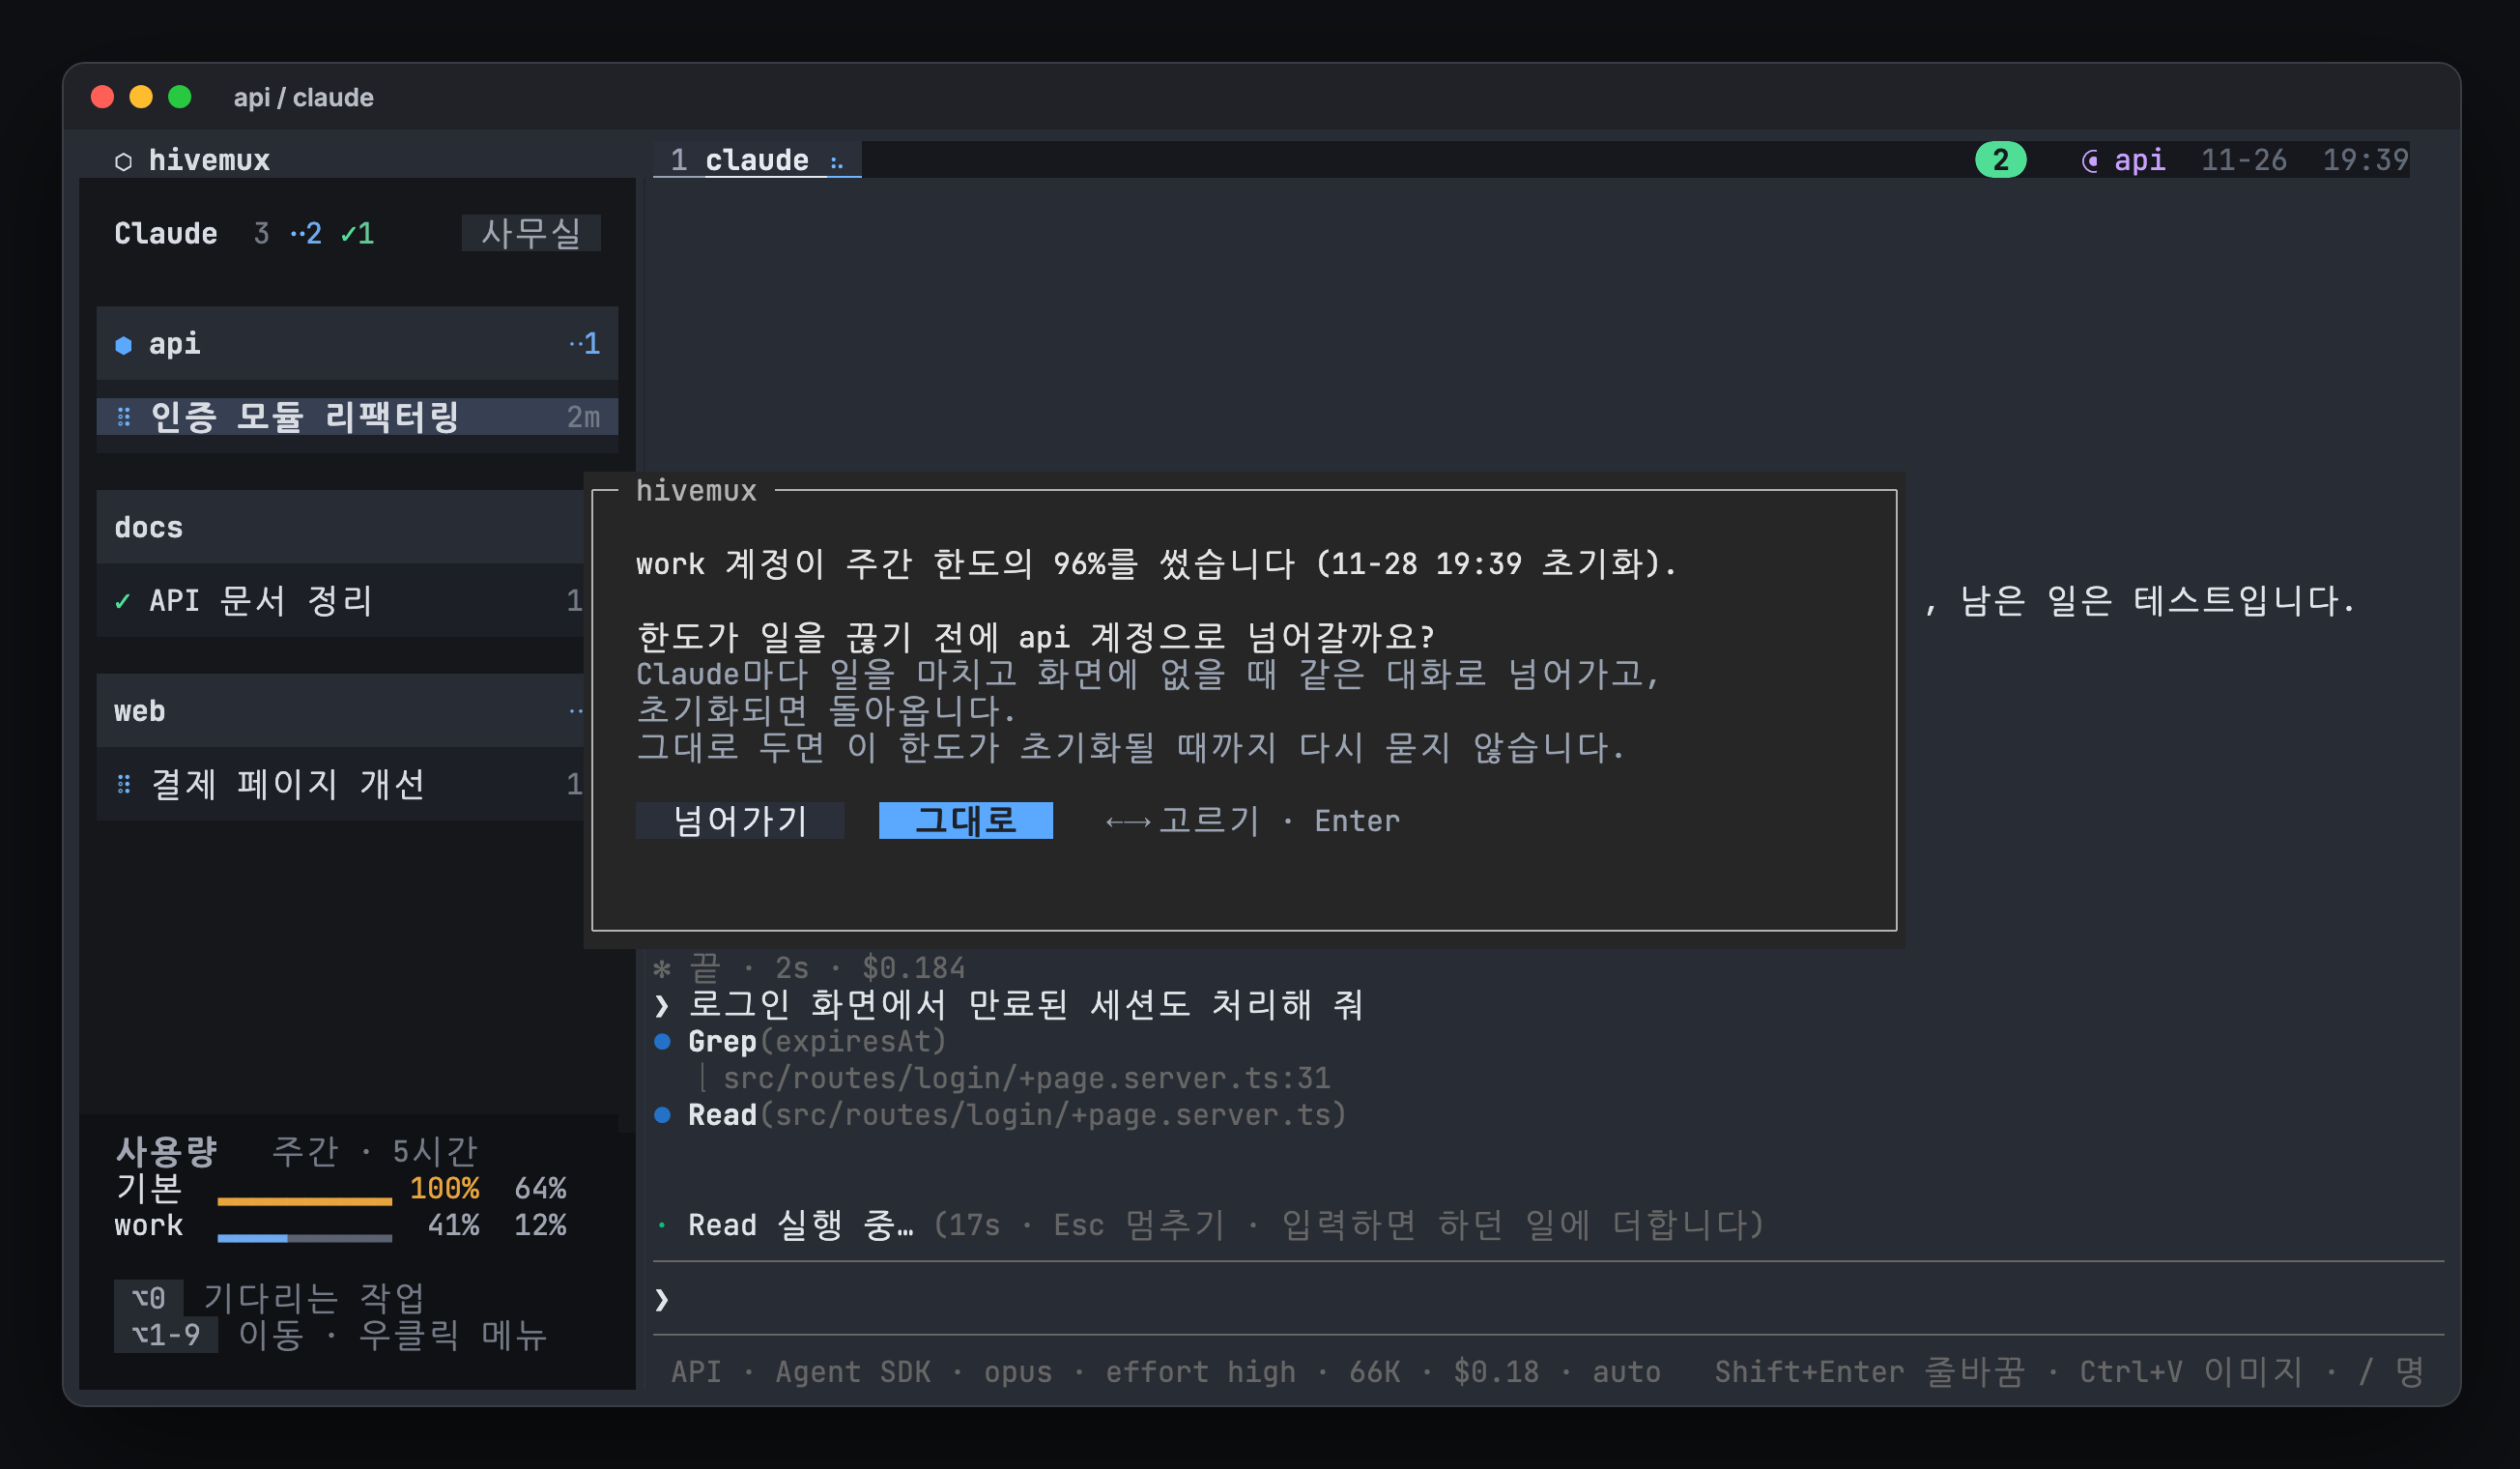 api / claude
hivemux
1 claude
2 api 11-26 19:39
Claude 3 ··2 ✓1 사무실
api ··1
인증 모듈 리팩터링 2m
docs
✓ API 문서 정리 1
web ··
결제 페이지 개선 1
hivemux
work 계정이 주간 한도의 96%를 썼습니다 (11-28 19:39 초기화).
한도가 일을 끊기 전에 api 계정으로 넘어갈까요?
Claude마다 일을 마치고 화면에 없을 때 같은 대화로 넘어가고,
초기화되면 돌아옵니다.
그대로 두면 이 한도가 초기화될 때까지 다시 묻지 않습니다.
넘어가기 그대로 ←→ 고르기 · Enter
, 남은 일은 테스트입니다.
✻ 끝 · 2s · $0.184
❯ 로그인 화면에서 만료된 세션도 처리해 줘
● Grep(expiresAt)
⎣ src/routes/login/+page.server.ts:31
● Read(src/routes/login/+page.server.ts)
· Read 실행 중… (17s · Esc 멈추기 · 입력하면 하던 일에 더합니다)
❯
API · Agent SDK · opus · effort high · 66K · $0.18 · auto Shift+Enter 줄바꿈 · Ctrl+V 이미지 · / 명
사용량 주간 · 5시간
기본 100% 64%
work 41% 12%
⌥0 기다리는 작업
⌥1-9 이동 · 우클릭 메뉴